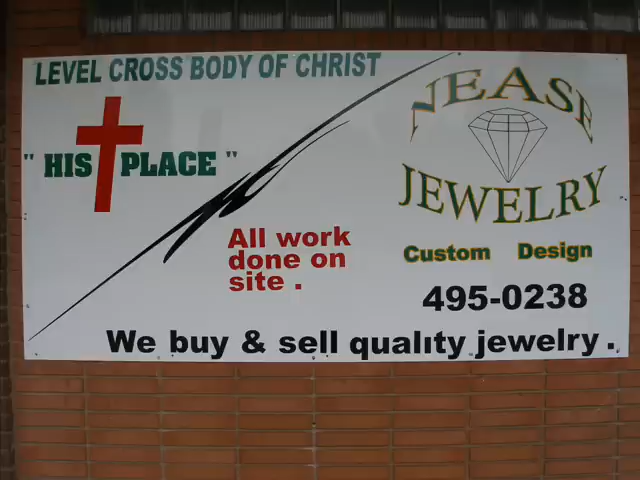 LEVEL CROSS BODY OF CHRIST
" HIS PLACE "
NEASE
JEWELRY
Custom Design
All work
done on
site .
495-0238
We buy & sell quality jewelry .